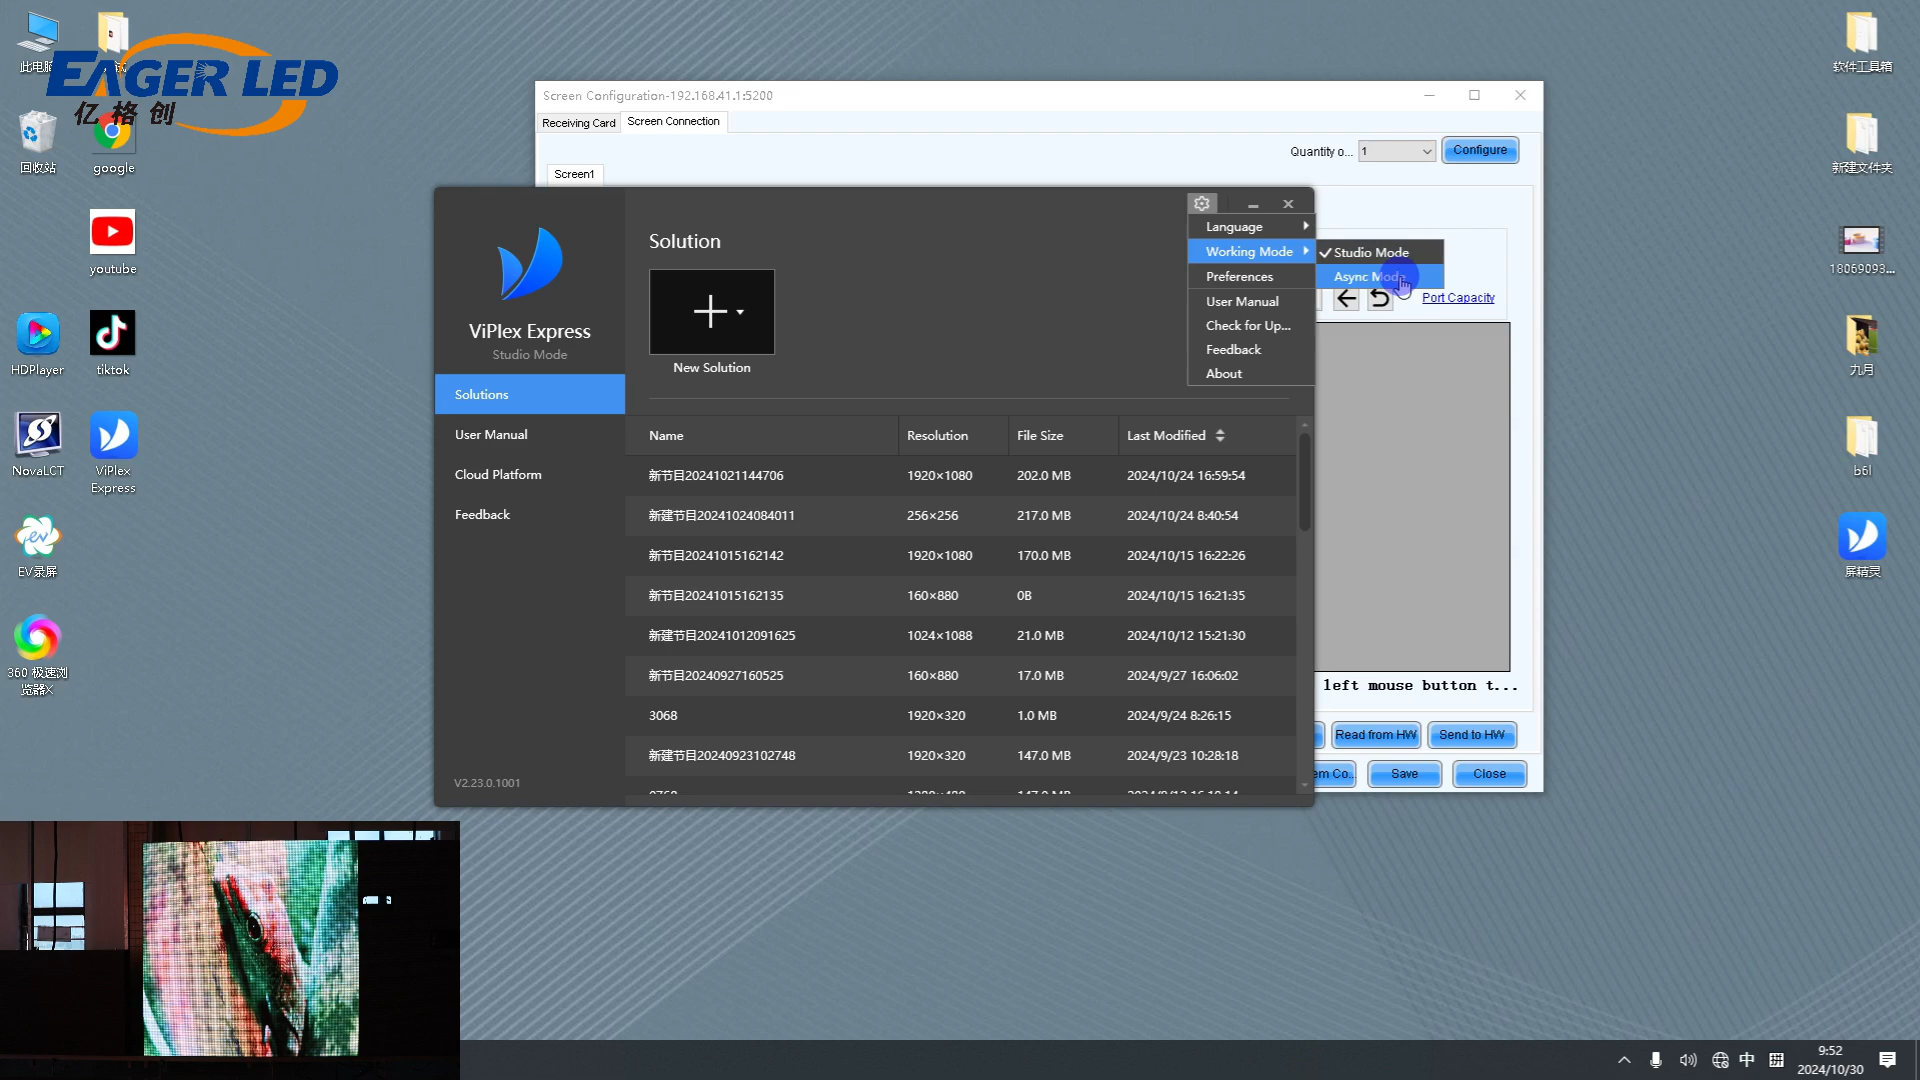 此电脑
EAGER LED
亿格创
回收站
google
youtube
HDPlayer
tiktok
NovaLCT
ViPlex
Express
EV录屏
360 极速浏
览器X
Screen Configuration-192.168.41.1:5200
Receiving Card
Screen Connection
Quantity o...
1
Configure
Screen1
Port Capacity
left mouse button t...
Read from HW
Send to HW
em Co...
Save
Close
ViPlex Express
Studio Mode
Solutions
User Manual
Cloud Platform
Feedback
V2.23.0.1001
Solution
New Solution
Language
Working Mode
Preferences
User Manual
Check for Up...
Feedback
About
Studio Mode
Async Mode
Name Resolution File Size Last Modified
新节目20241021144706 1920×1080 202.0 MB 2024/10/24 16:59:54
新建节目20241024084011 256×256 217.0 MB 2024/10/24 8:40:54
新节目20241015162142 1920×1080 170.0 MB 2024/10/15 16:22:26
新节目20241015162135 160×880 0B 2024/10/15 16:21:35
新建节目20241012091625 1024×1088 21.0 MB 2024/10/12 15:21:30
新节目20240927160525 160×880 17.0 MB 2024/9/27 16:06:02
3068 1920×320 1.0 MB 2024/9/24 8:26:15
新建节目20240923102748 1920×320 147.0 MB 2024/9/23 10:28:18
软件工具箱
新建文件夹
18069093...
九月
b6l
屏精灵
中
拼
9:52
2024/10/30